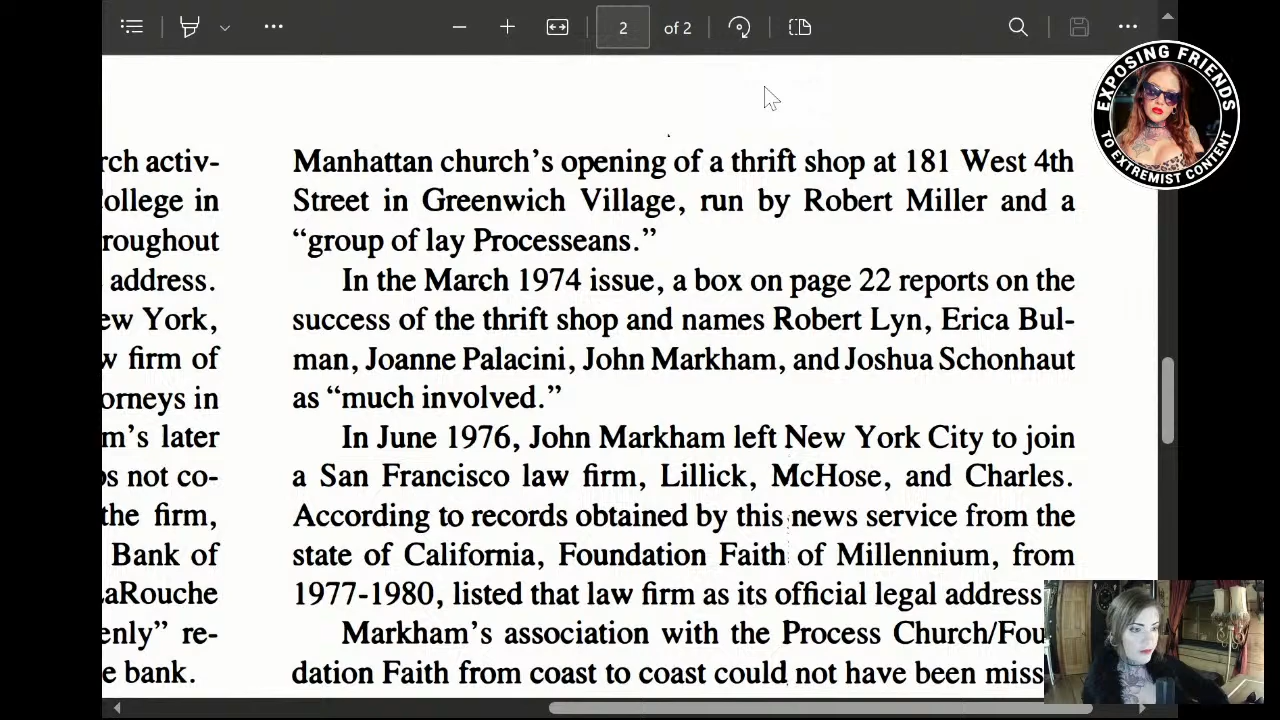 2 of 2
EXPOSING FRIENDS
TO EXTREMIST CONTENT
rch activ-
ollege in
roughout
address.
ew York,
w firm of
orneys in
m's later
s not co-
the firm,
Bank of
LaRouche
enly” re-
e bank.
Manhattan church’s opening of a thrift shop at 181 West 4th
Street in Greenwich Village, run by Robert Miller and a
“group of lay Processeans.”
In the March 1974 issue, a box on page 22 reports on the
success of the thrift shop and names Robert Lyn, Erica Bul-
man, Joanne Palacini, John Markham, and Joshua Schonhaut
as “much involved.”
In June 1976, John Markham left New York City to join
a San Francisco law firm, Lillick, McHose, and Charles.
According to records obtained by this news service from the
state of California, Foundation Faith of Millennium, from
1977-1980, listed that law firm as its official legal address
Markham’s association with the Process Church/Fou
dation Faith from coast to coast could not have been miss